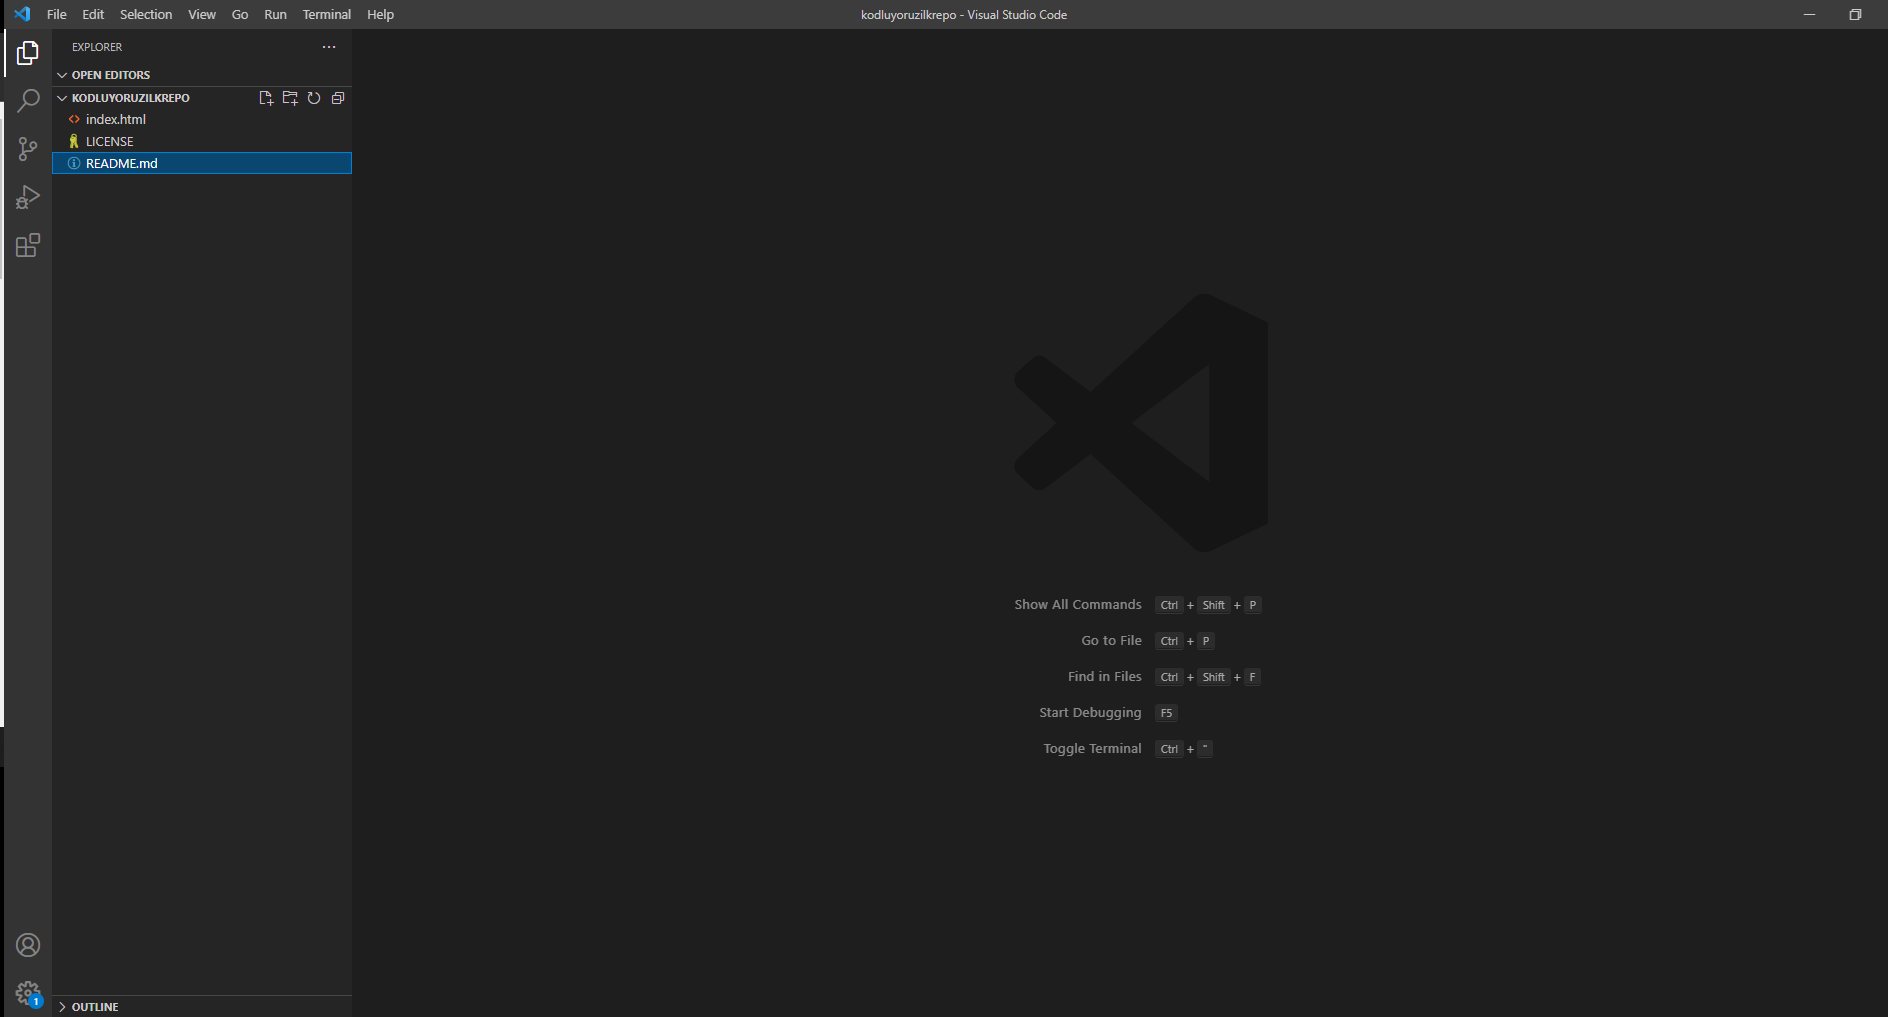 File Edit Selection View Go Run Terminal Help
kodluyoruzilkrepo - Visual Studio Code
EXPLORER
OPEN EDITORS
KODLUYORUZILKREPO
index.html
LICENSE
README.md
Show All Commands Ctrl + Shift + P
Go to File Ctrl + P
Find in Files Ctrl + Shift + F
Start Debugging F5
Toggle Terminal Ctrl + "
1
OUTLINE